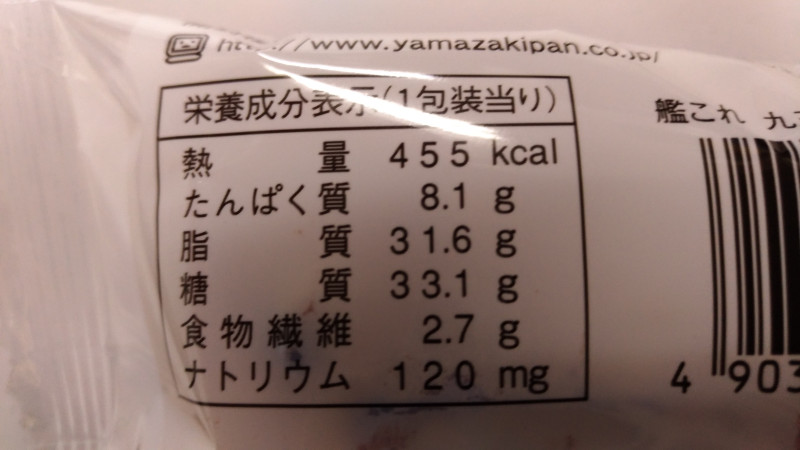 http://www.yamazakipan.co.jp/
栄養成分表示(1包装当り)
熱量 455 kcal
たんぱく質 8.1 g
脂質 31.6 g
糖質 33.1 g
食物繊維 2.7 g
ナトリウム 120 mg
艦これ 九
4 903